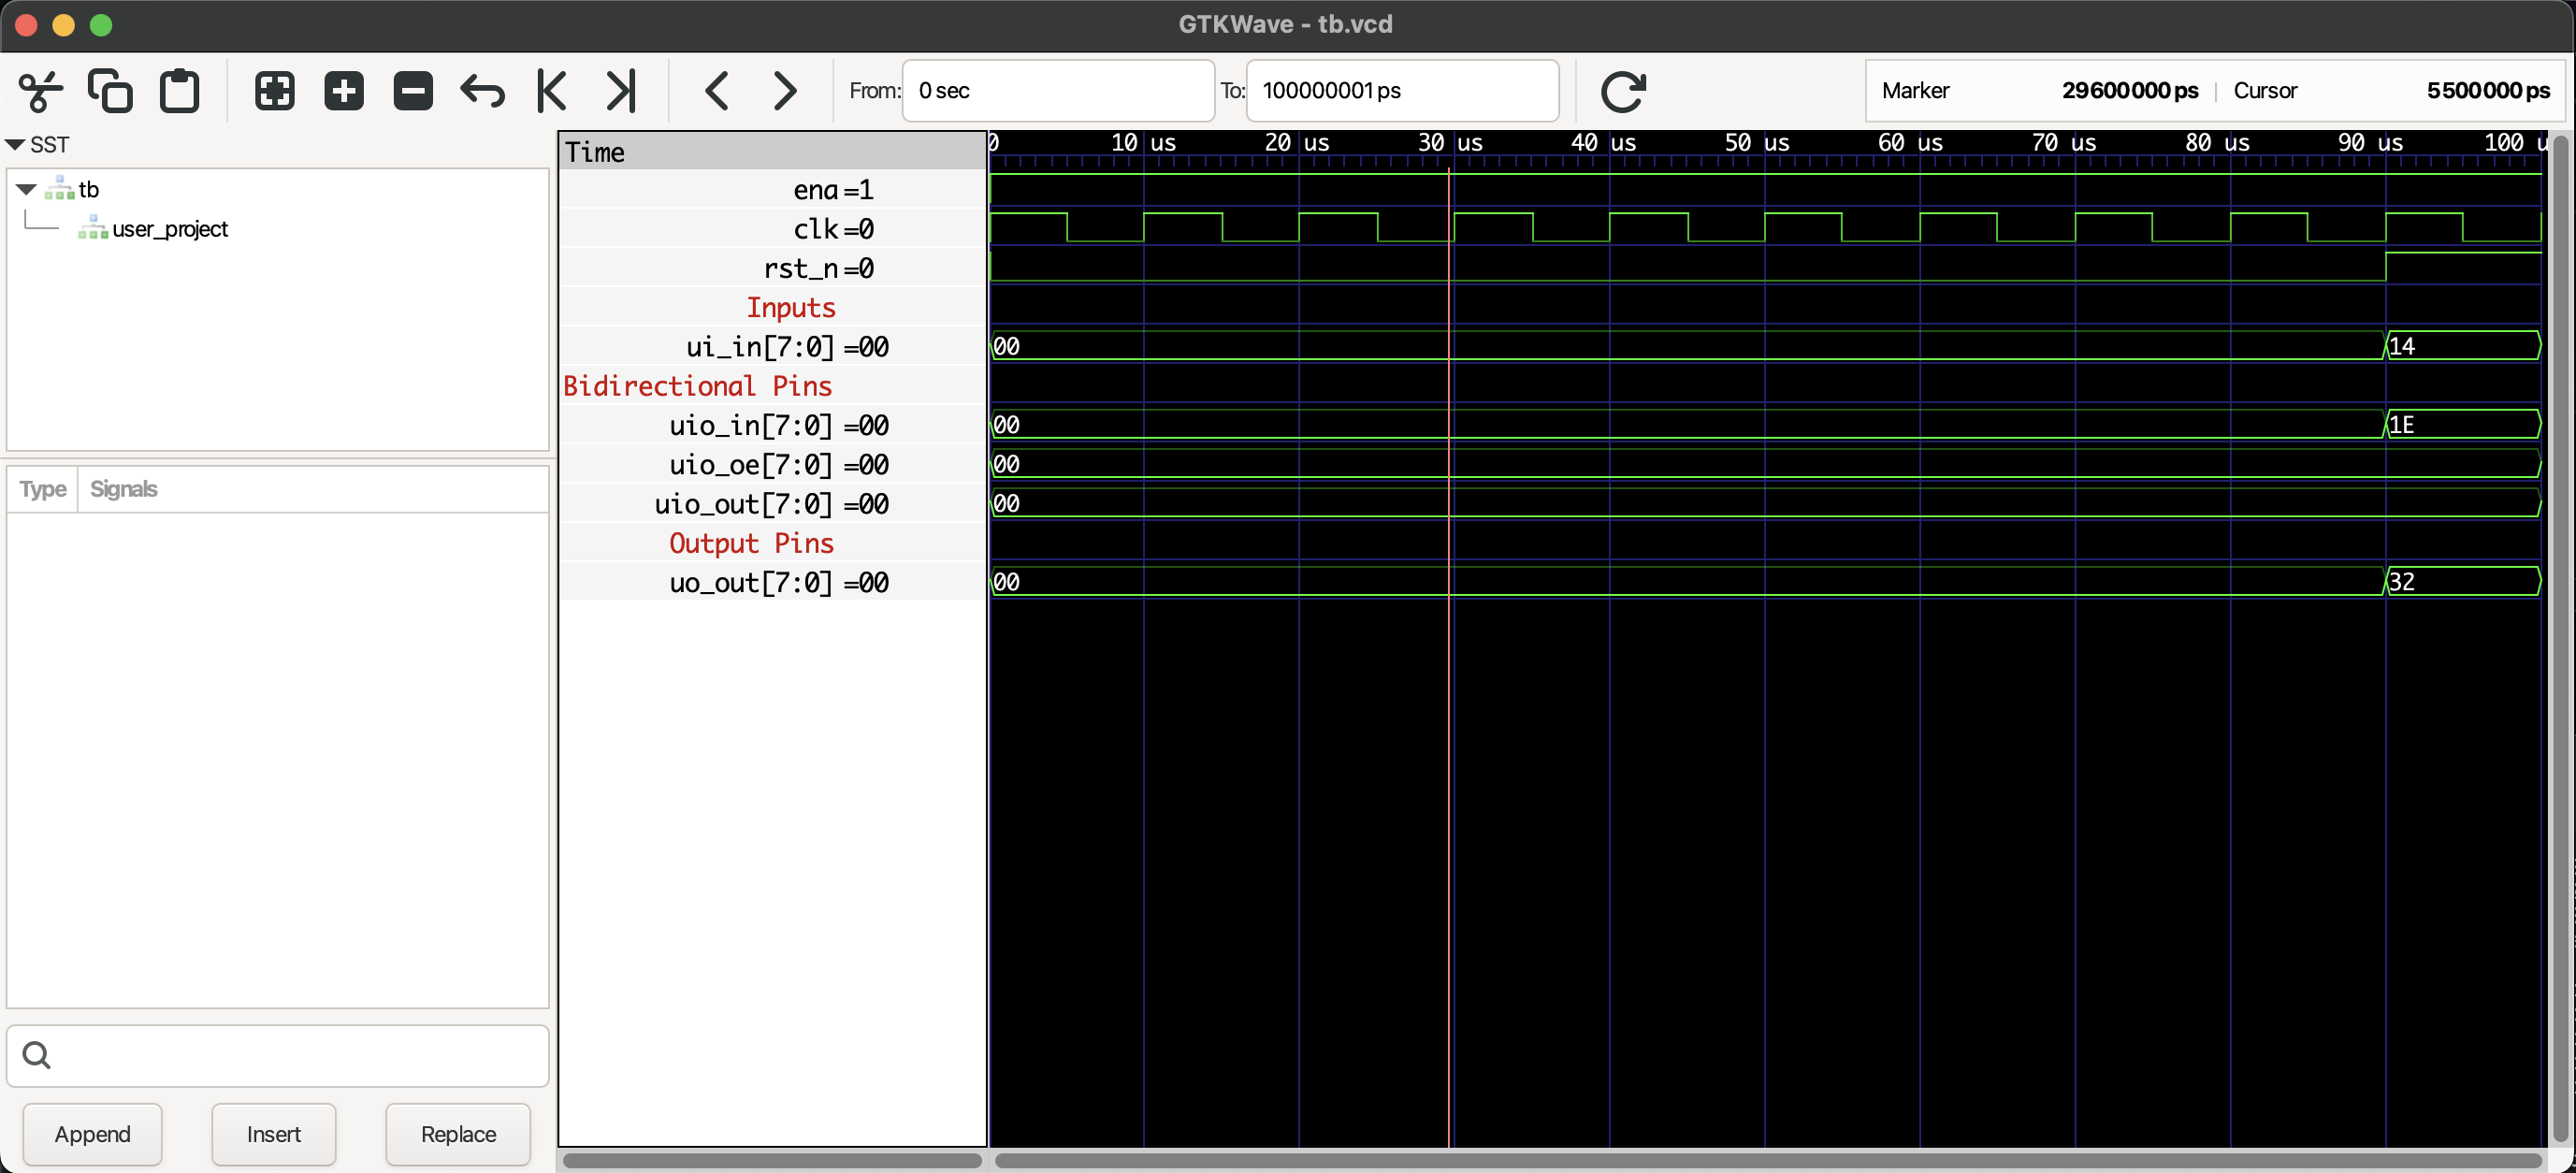 GTKWave - tb.vcd
From: 0 sec To: 100000001 ps Marker 29600000 ps | Cursor 5500000 ps
SST
tb
user_project
Type Signals
Append Insert Replace
Time
ena=1
clk=0
rst_n=0
Inputs
ui_in[7:0] =00
Bidirectional Pins
uio_in[7:0] =00
uio_oe[7:0] =00
uio_out[7:0] =00
Output Pins
uo_out[7:0] =00
0 10 us 20 us 30 us 40 us 50 us 60 us 70 us 80 us 90 us 100 u
00 14
00 1E
00
00
00 32